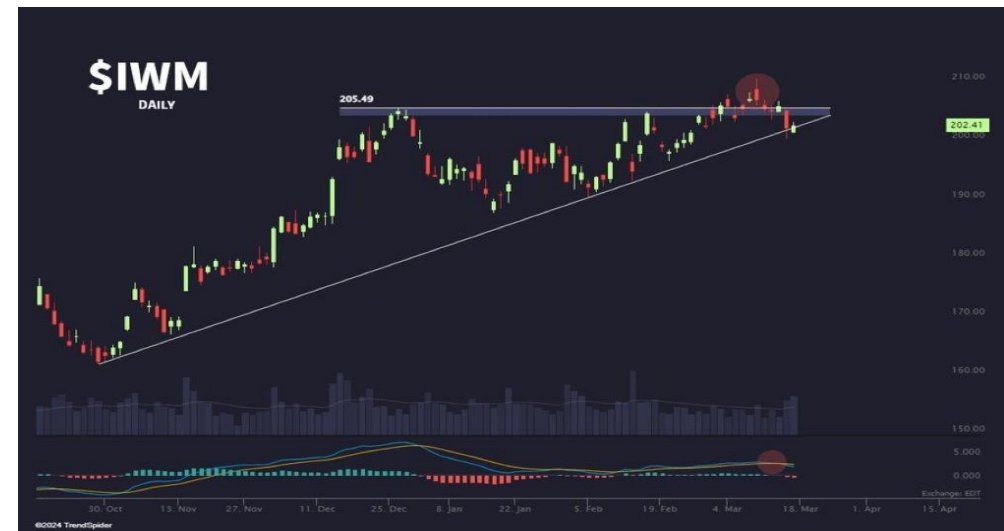 $IWM
DAILY
205.49
210.00
202.41
200.00
190.00
180.00
170.00
160.00
150.00
5.000
0.000
Exchange: EDT
30. Oct 13. Nov 27. Nov 11. Dec 25. Dec 8. Jan 22. Jan 5. Feb 19. Feb 4. Mar 18. Mar 1. Apr 15. Apr
©2024 TrendSpider